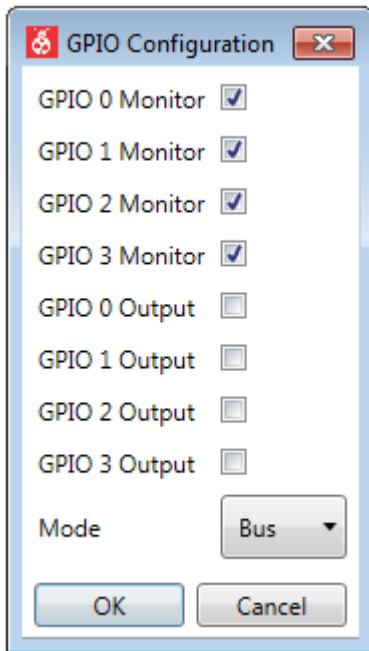 GPIO Configuration
GPIO 0 Monitor
GPIO 1 Monitor
GPIO 2 Monitor
GPIO 3 Monitor
GPIO 0 Output
GPIO 1 Output
GPIO 2 Output
GPIO 3 Output
Mode Bus
OK Cancel